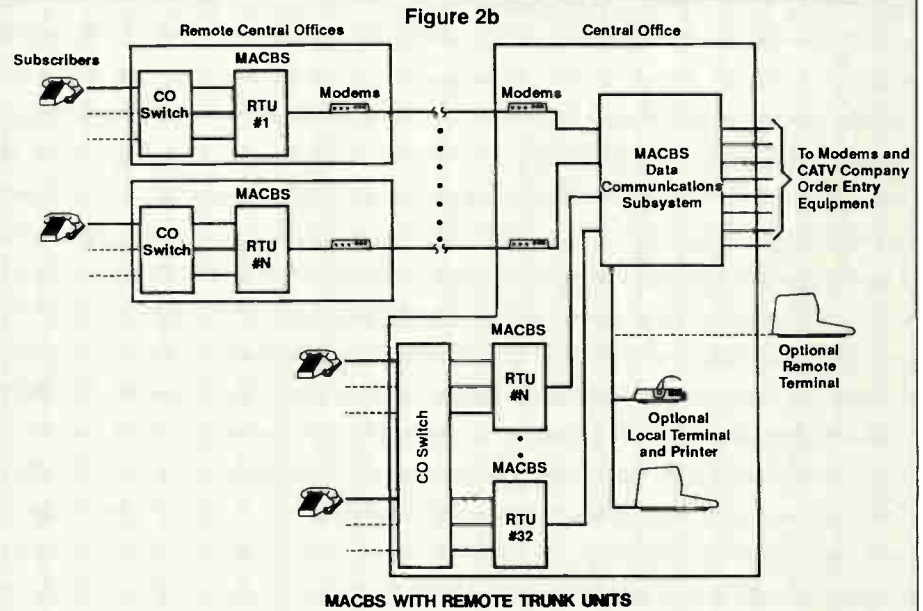 Figure 2b
Remote Central Offices
Central Office
Subscribers
MACBS
CO
Switch
RTU
#1
Modems
Modems
MACBS
Data
Communications
Subsystem
To Modems and
CATV Company
Order Entry
Equipment
MACBS
CO
Switch
RTU
#N
MACBS
RTU
#N
CO Switch
MACBS
RTU
#32
Optional
Remote
Terminal
Optional
Local Terminal
and Printer
MACBS WITH REMOTE TRUNK UNITS